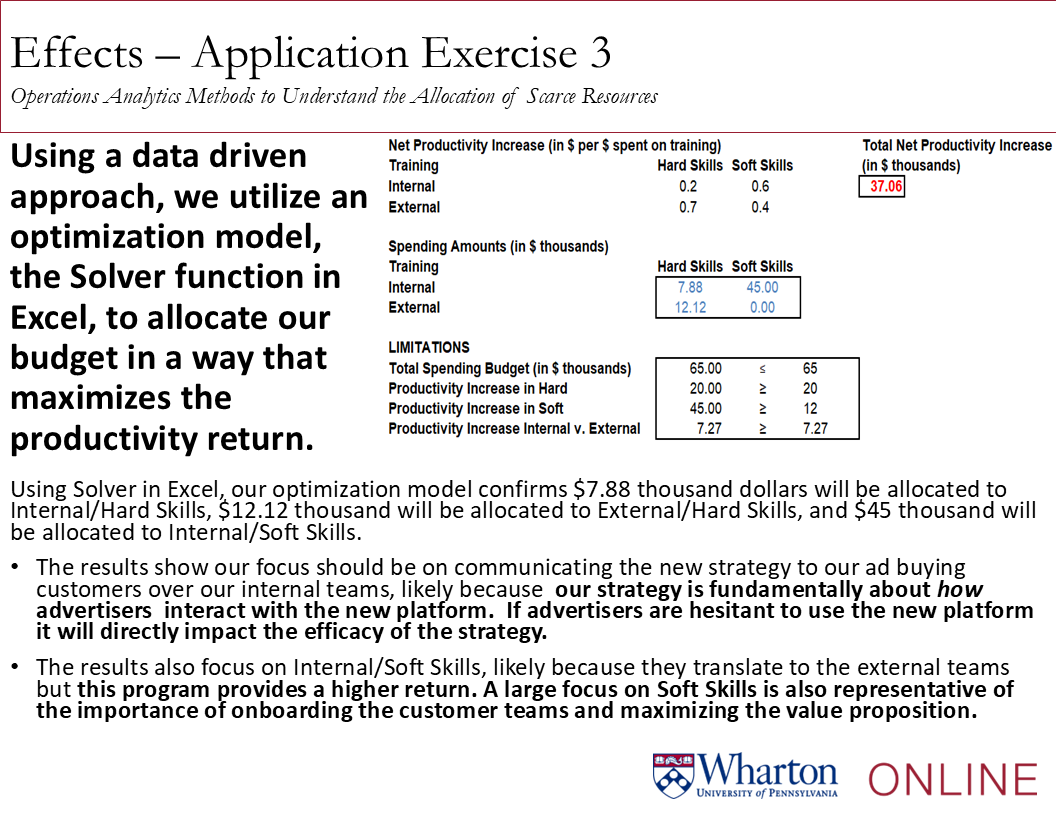 Effects – Application Exercise 3
Operations Analytics Methods to Understand the Allocation of Scarce Resources
Using a data driven
approach, we utilize an
optimization model,
the Solver function in
Excel, to allocate our
budget in a way that
maximizes the
productivity return.
Net Productivity Increase (in $ per $ spent on training)
Training Hard Skills Soft Skills
Internal 0.2 0.6
External 0.7 0.4
Total Net Productivity Increase
(in $ thousands)
37.06
Spending Amounts (in $ thousands)
Training Hard Skills Soft Skills
Internal 7.88 45.00
External 12.12 0.00
LIMITATIONS
Total Spending Budget (in $ thousands) 65.00 ≤ 65
Productivity Increase in Hard 20.00 ≥ 20
Productivity Increase in Soft 45.00 ≥ 12
Productivity Increase Internal v. External 7.27 ≥ 7.27
Using Solver in Excel, our optimization model confirms $7.88 thousand dollars will be allocated to
Internal/Hard Skills, $12.12 thousand will be allocated to External/Hard Skills, and $45 thousand will
be allocated to Internal/Soft Skills.
• The results show our focus should be on communicating the new strategy to our ad buying
customers over our internal teams, likely because our strategy is fundamentally about how
advertisers interact with the new platform. If advertisers are hesitant to use the new platform
it will directly impact the efficacy of the strategy.
• The results also focus on Internal/Soft Skills, likely because they translate to the external teams
but this program provides a higher return. A large focus on Soft Skills is also representative of
the importance of onboarding the customer teams and maximizing the value proposition.
Wharton ONLINE
UNIVERSITY of PENNSYLVANIA